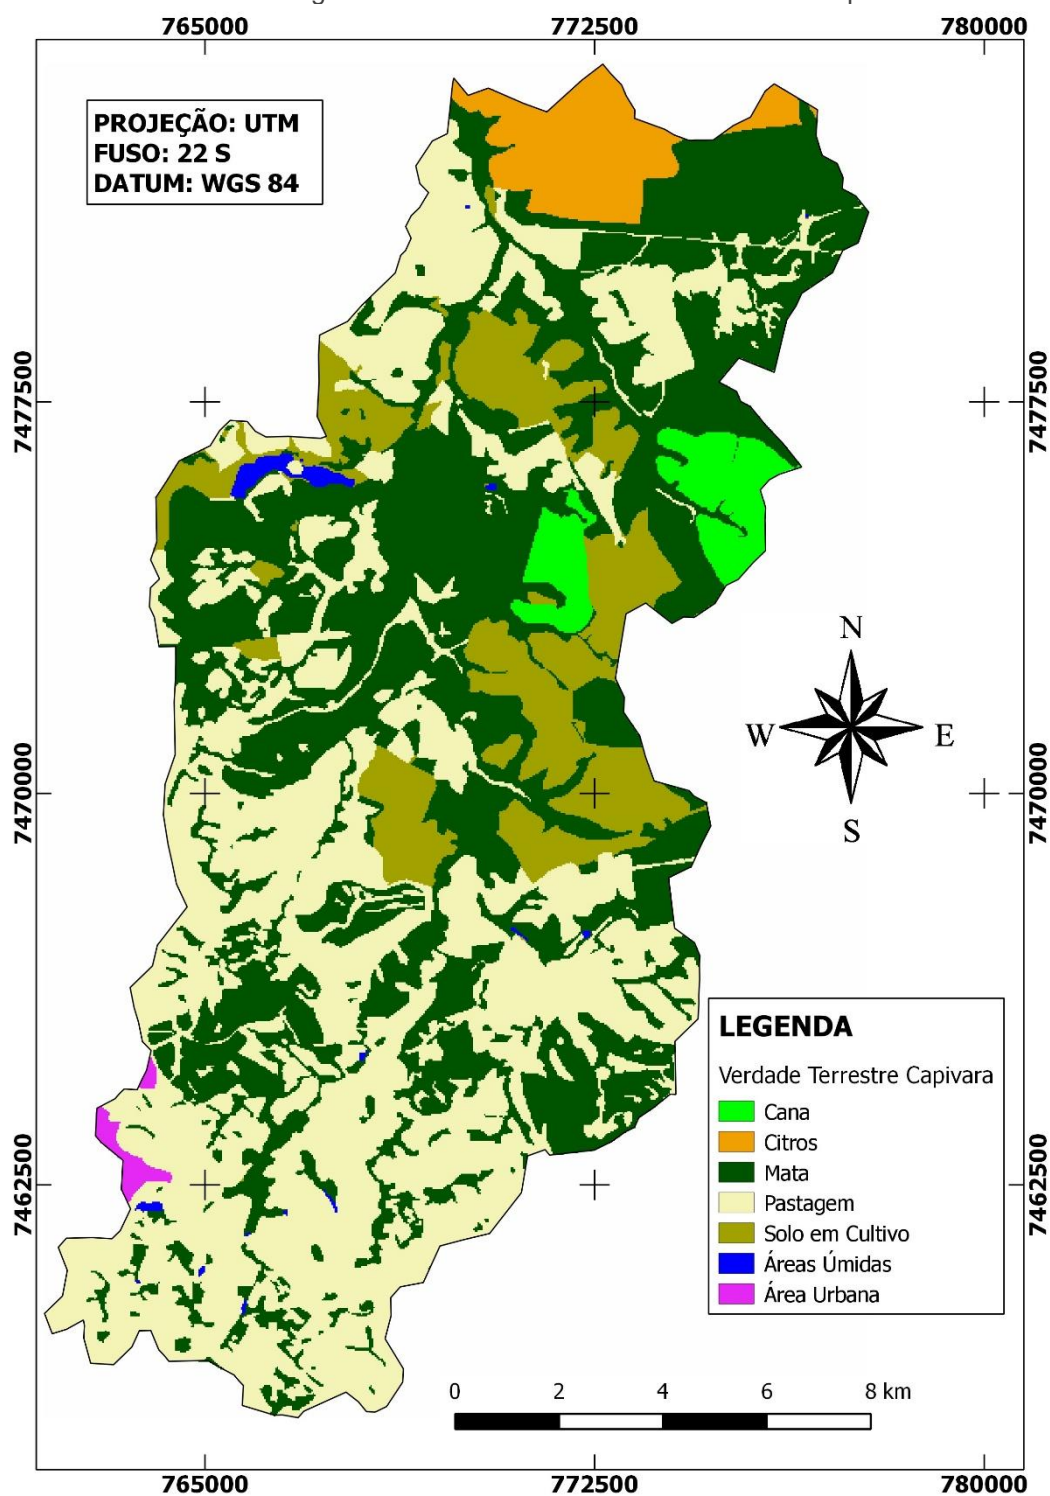 765000
772500
780000
PROJEÇÃO: UTM
FUSO: 22 S
DATUM: WGS 84
7477500
7477500
N
W
E
S
7470000
7470000
LEGENDA
Verdade Terrestre Capivara
Cana
Citros
Mata
Pastagem
Solo em Cultivo
Áreas Úmidas
Área Urbana
7462500
7462500
0 2 4 6 8 km
765000
772500
780000